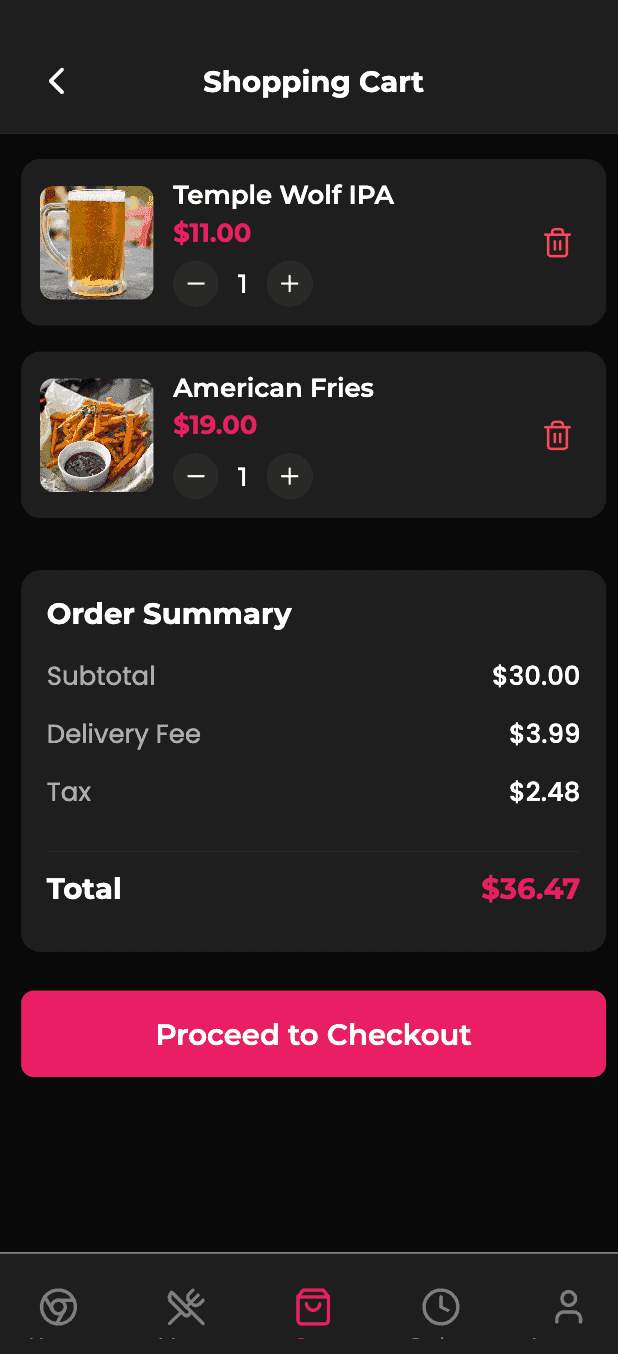 Shopping Cart
Temple Wolf IPA
$11.00
1
American Fries
$19.00
1
Order Summary
Subtotal $30.00
Delivery Fee $3.99
Tax $2.48
Total $36.47
Proceed to Checkout